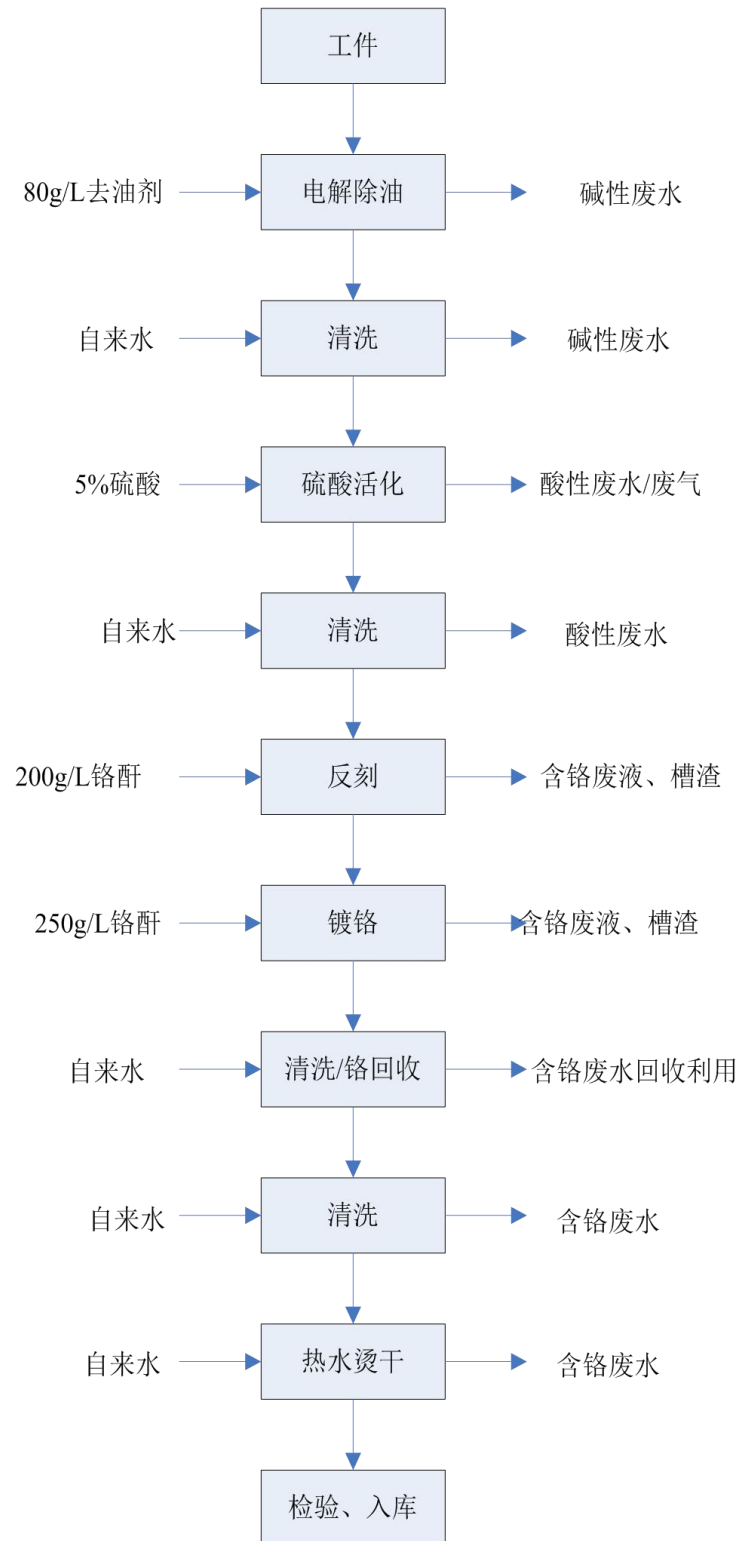 工件
80g/L去油剂
电解除油
碱性废水
自来水
清洗
碱性废水
5%硫酸
硫酸活化
酸性废水/废气
自来水
清洗
酸性废水
200g/L铬酐
反刻
含铬废液、槽渣
250g/L铬酐
镀铬
含铬废液、槽渣
自来水
清洗/铬回收
含铬废水回收利用
自来水
清洗
含铬废水
自来水
热水烫干
含铬废水
检验、入库